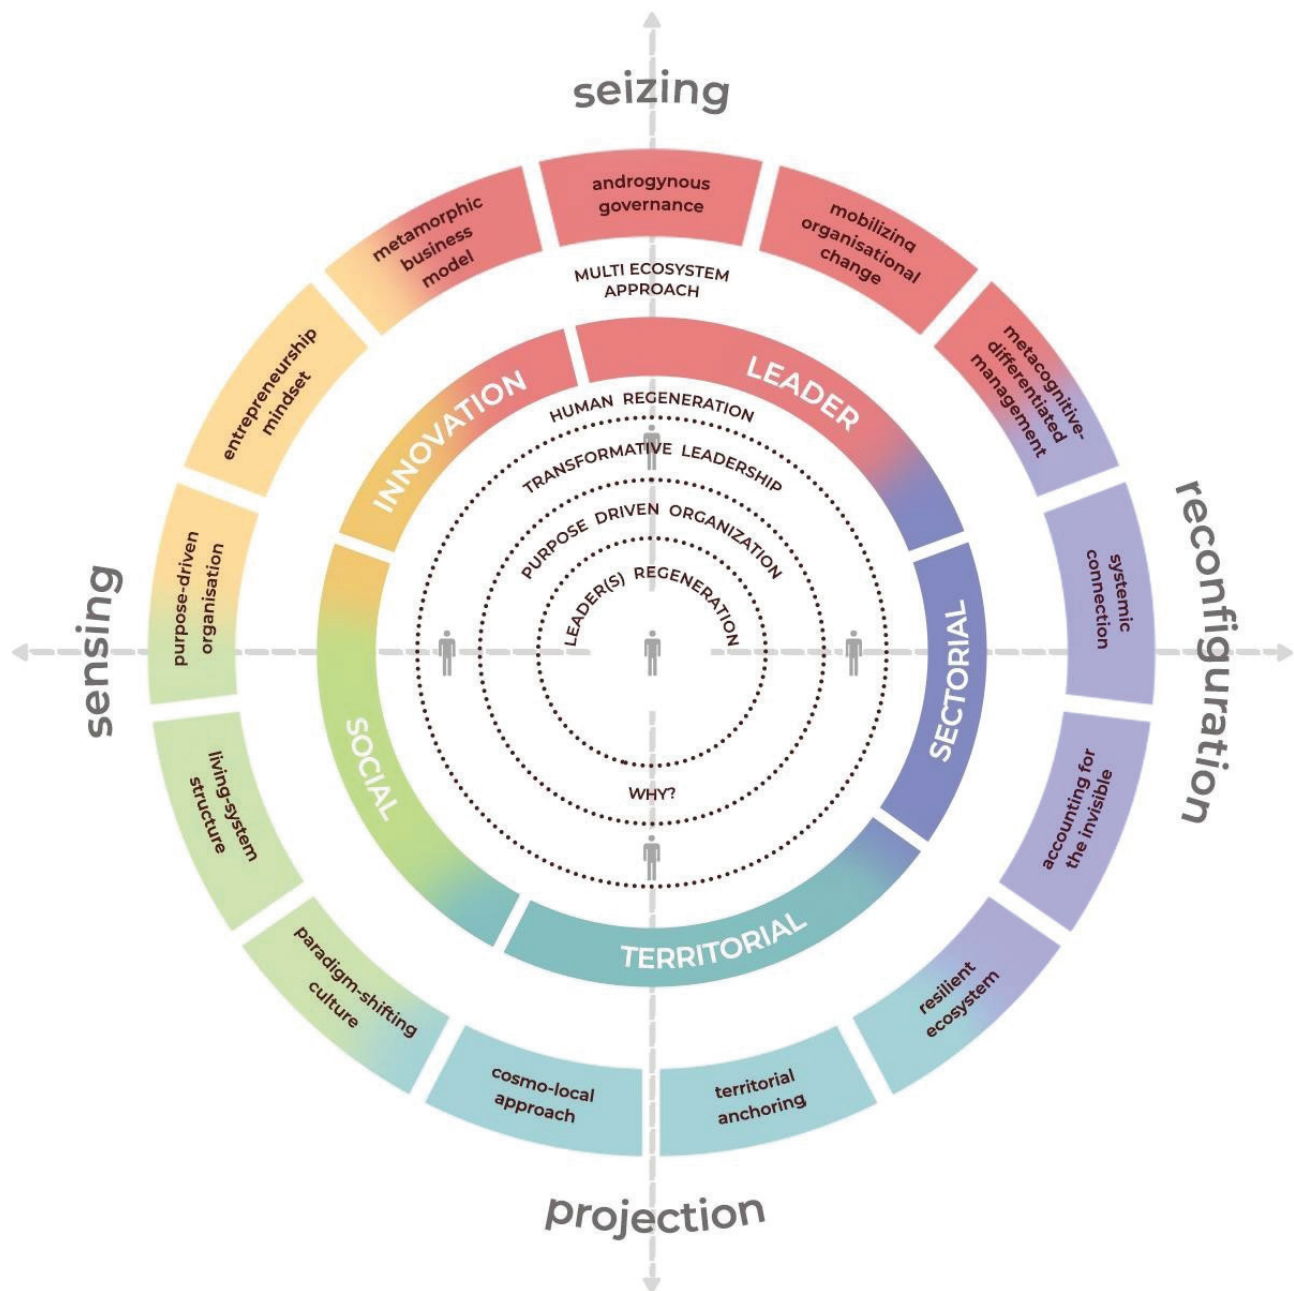 seizing
androgynous
governance
mobilizing
organisational
change
metacognitive-
differentiated
management
systemic
connection
accounting for
the invisible
resilient
ecosystem
territorial
anchoring
cosmo-local
approach
paradigm-shifting
culture
living-system
structure
purpose-driven
organisation
entrepreneurship
mindset
metamorphic
business
model
reconfiguration
projection
sensing
MULTI ECOSYSTEM
APPROACH
LEADER
SECTORIAL
TERRITORIAL
SOCIAL
INNOVATION
HUMAN REGENERATION
TRANSFORMATIVE LEADERSHIP
PURPOSE DRIVEN ORGANIZATION
LEADER(S) REGENERATION
WHY?